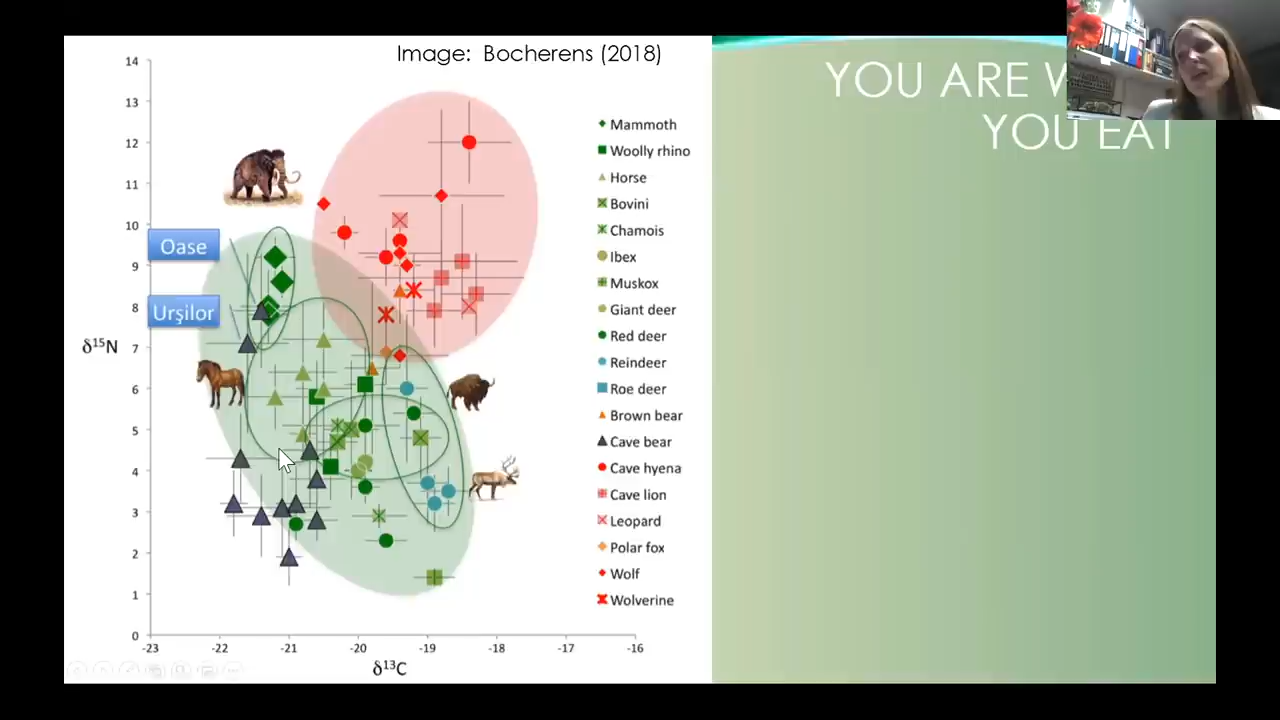 Image: Bocherens (2018)
YOU ARE W
YOU EAT
14
13
12
11
10
9
8
7
6
5
4
3
2
1
0
δ15N
Oase
Urşilor
-23
-22
-21
-20
-19
-18
-17
-16
δ13C
Mammoth
Woolly rhino
Horse
Bovini
Chamois
Ibex
Muskox
Giant deer
Red deer
Reindeer
Roe deer
Brown bear
Cave bear
Cave hyena
Cave lion
Leopard
Polar fox
Wolf
Wolverine